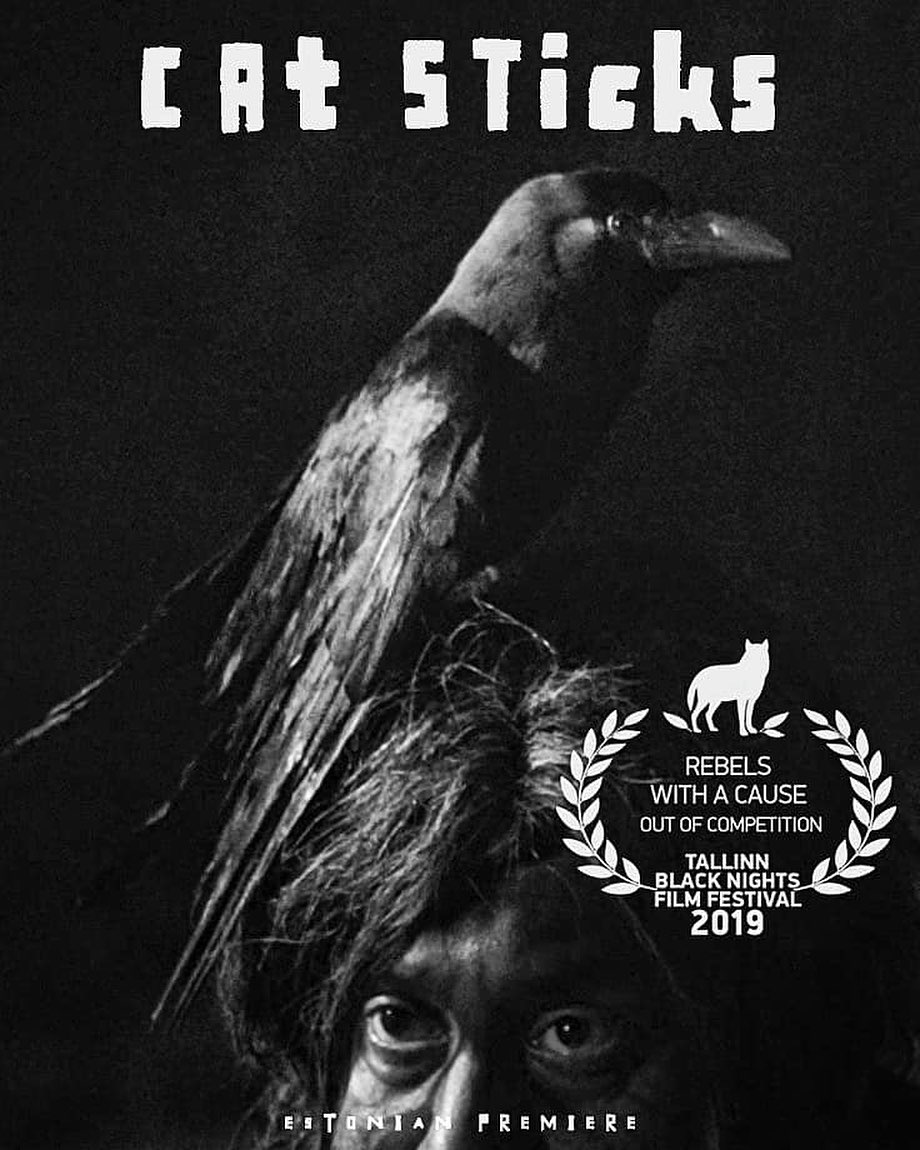 CAt STicks
REBELS
WITH A CAUSE
OUT OF COMPETITION
TALLINN
BLACK NIGHTS
FILM FESTIVAL
2019
EsTONIAN PREMIERE